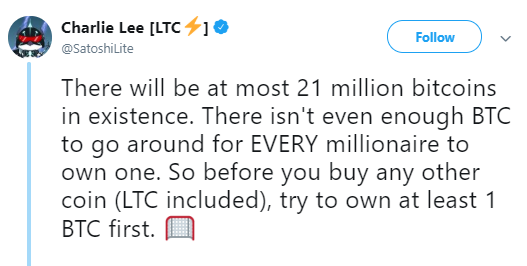 Charlie Lee [LTC⚡]
@SatoshiLite
Follow
There will be at most 21 million bitcoins
in existence. There isn't even enough BTC
to go around for EVERY millionaire to
own one. So before you buy any other
coin (LTC included), try to own at least 1
BTC first. 🥅